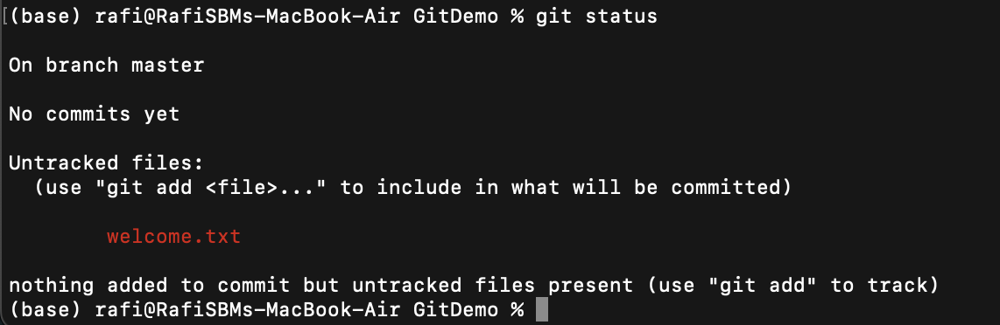 [(base) rafi@RafiSBMs-MacBook-Air GitDemo % git status
On branch master
No commits yet
Untracked files:
(use "git add <file>..." to include in what will be committed)
welcome.txt
nothing added to commit but untracked files present (use "git add" to track)
(base) rafi@RafiSBMs-MacBook-Air GitDemo %